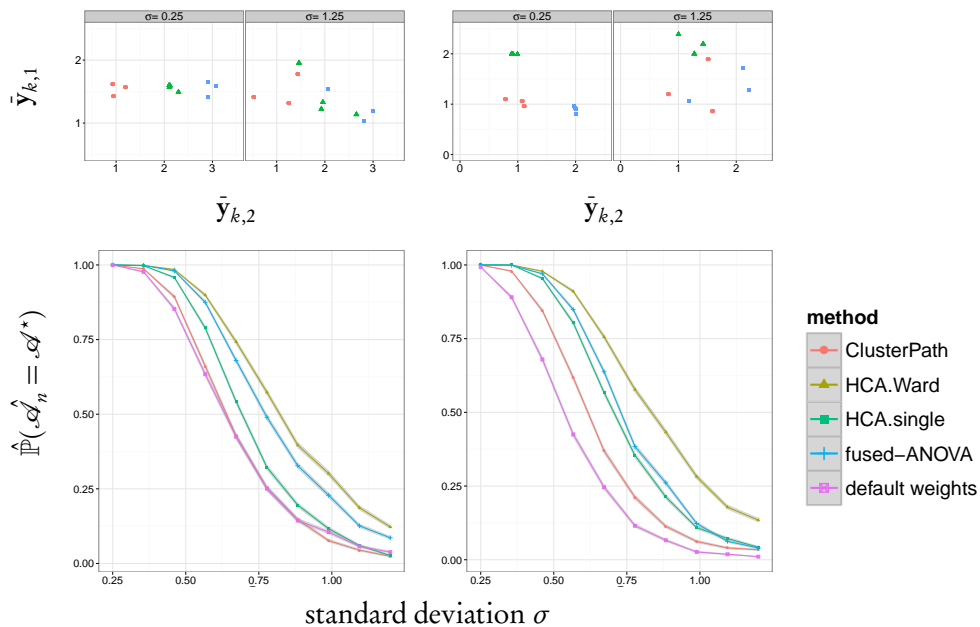 σ= 0.25
σ= 1.25
σ= 0.25
σ= 1.25
ȳk,1
2
1
2
1
0
1
2
3
1
2
3
0
1
2
0
1
2
ȳk,2
ȳk,2
P̂(𝒜̂n = 𝒜⋆)
1.00
0.75
0.50
0.25
0.00
1.00
0.75
0.50
0.25
0.00
0.25
0.50
0.75
1.00
0.25
0.50
0.75
1.00
standard deviation σ
method
ClusterPath
HCA.Ward
HCA.single
fused−ANOVA
default weights